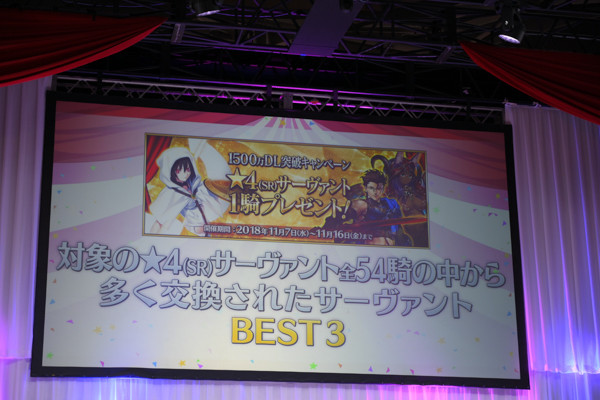 1500万DL突破キャンペーン
★4(SR)サーヴァント
1騎プレゼント!
開催期間:2018年11月7日(水)~11月16日(金)まで
対象の★4(SR)サーヴァント全54騎の中から
多く交換されたサーヴァント
BEST3